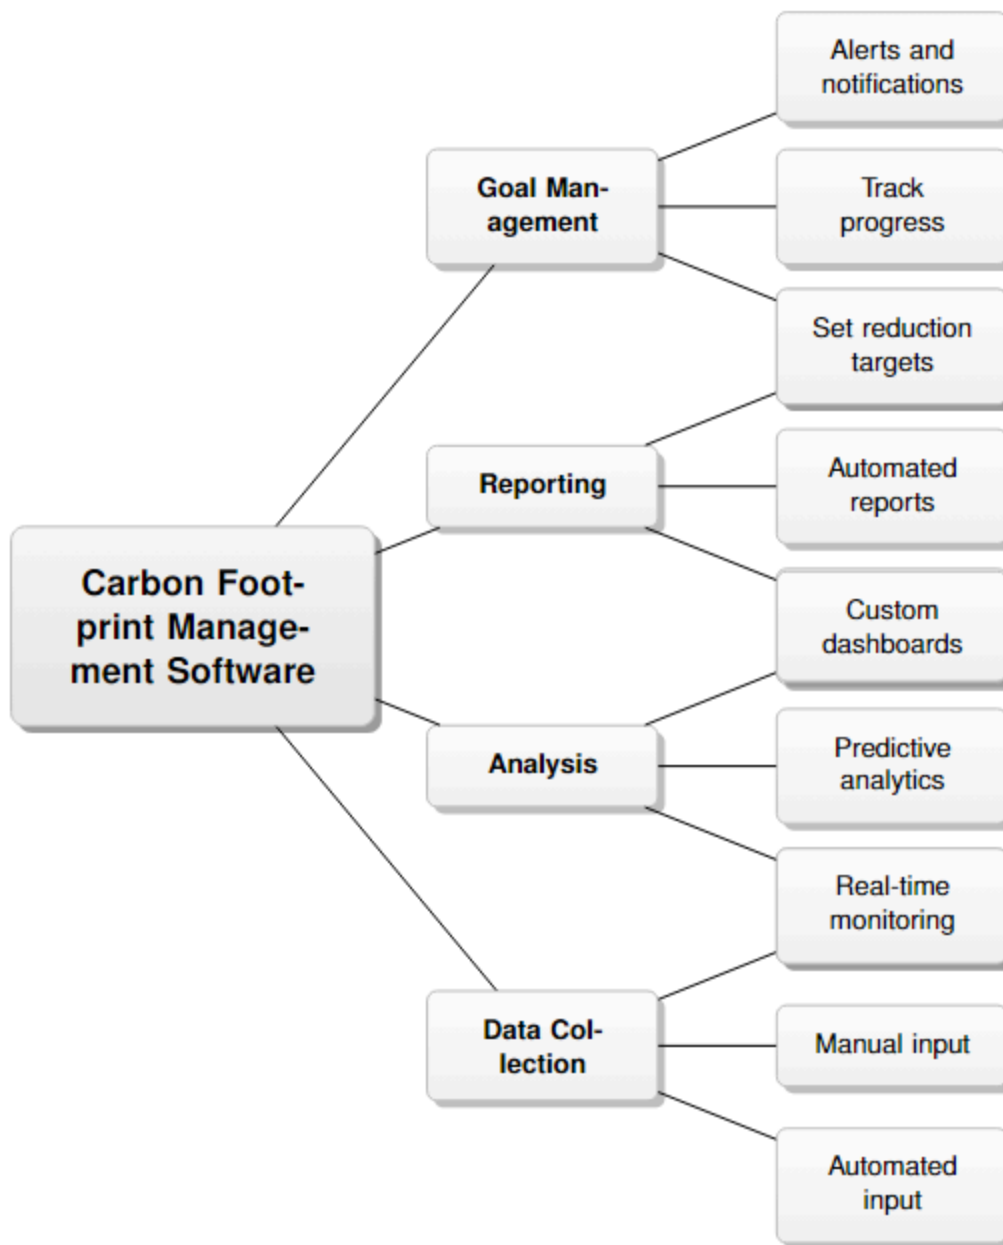 Alerts and
notifications
Goal Man-
agement
Track
progress
Set reduction
targets
Reporting
Automated
reports
Carbon Foot-
print Manage-
ment Software
Custom
dashboards
Analysis
Predictive
analytics
Real-time
monitoring
Data Col-
lection
Manual input
Automated
input